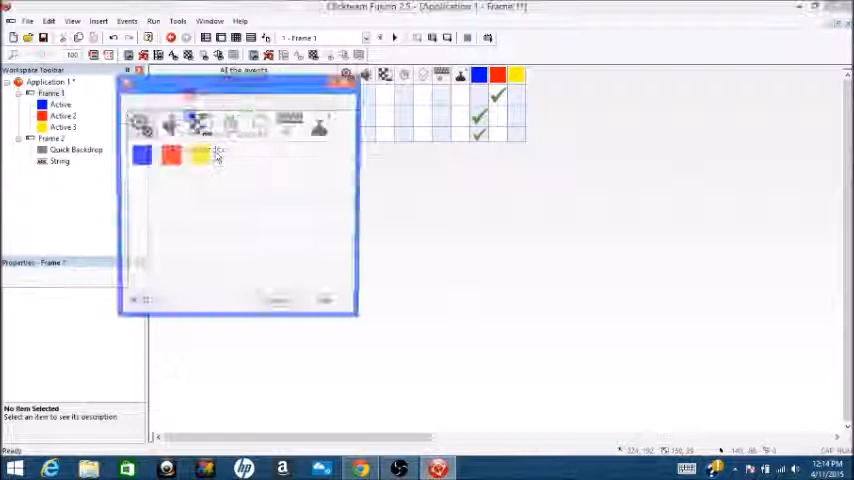 Clickteam Fusion 2.5 - [Application 1 - Frame 1*]
File Edit View Insert Events Run Tools Window Help
1 - Frame 1
100
Workspace Toolbar
All the events
Application 1 *
Frame 1
Active
Active 2
Active 3
Frame 2
Quick Backdrop
String
Properties - Frame 1
No Item Selected
Select an item to see its description
Ready
CAP NUM
12:14 PM
4/11/2015